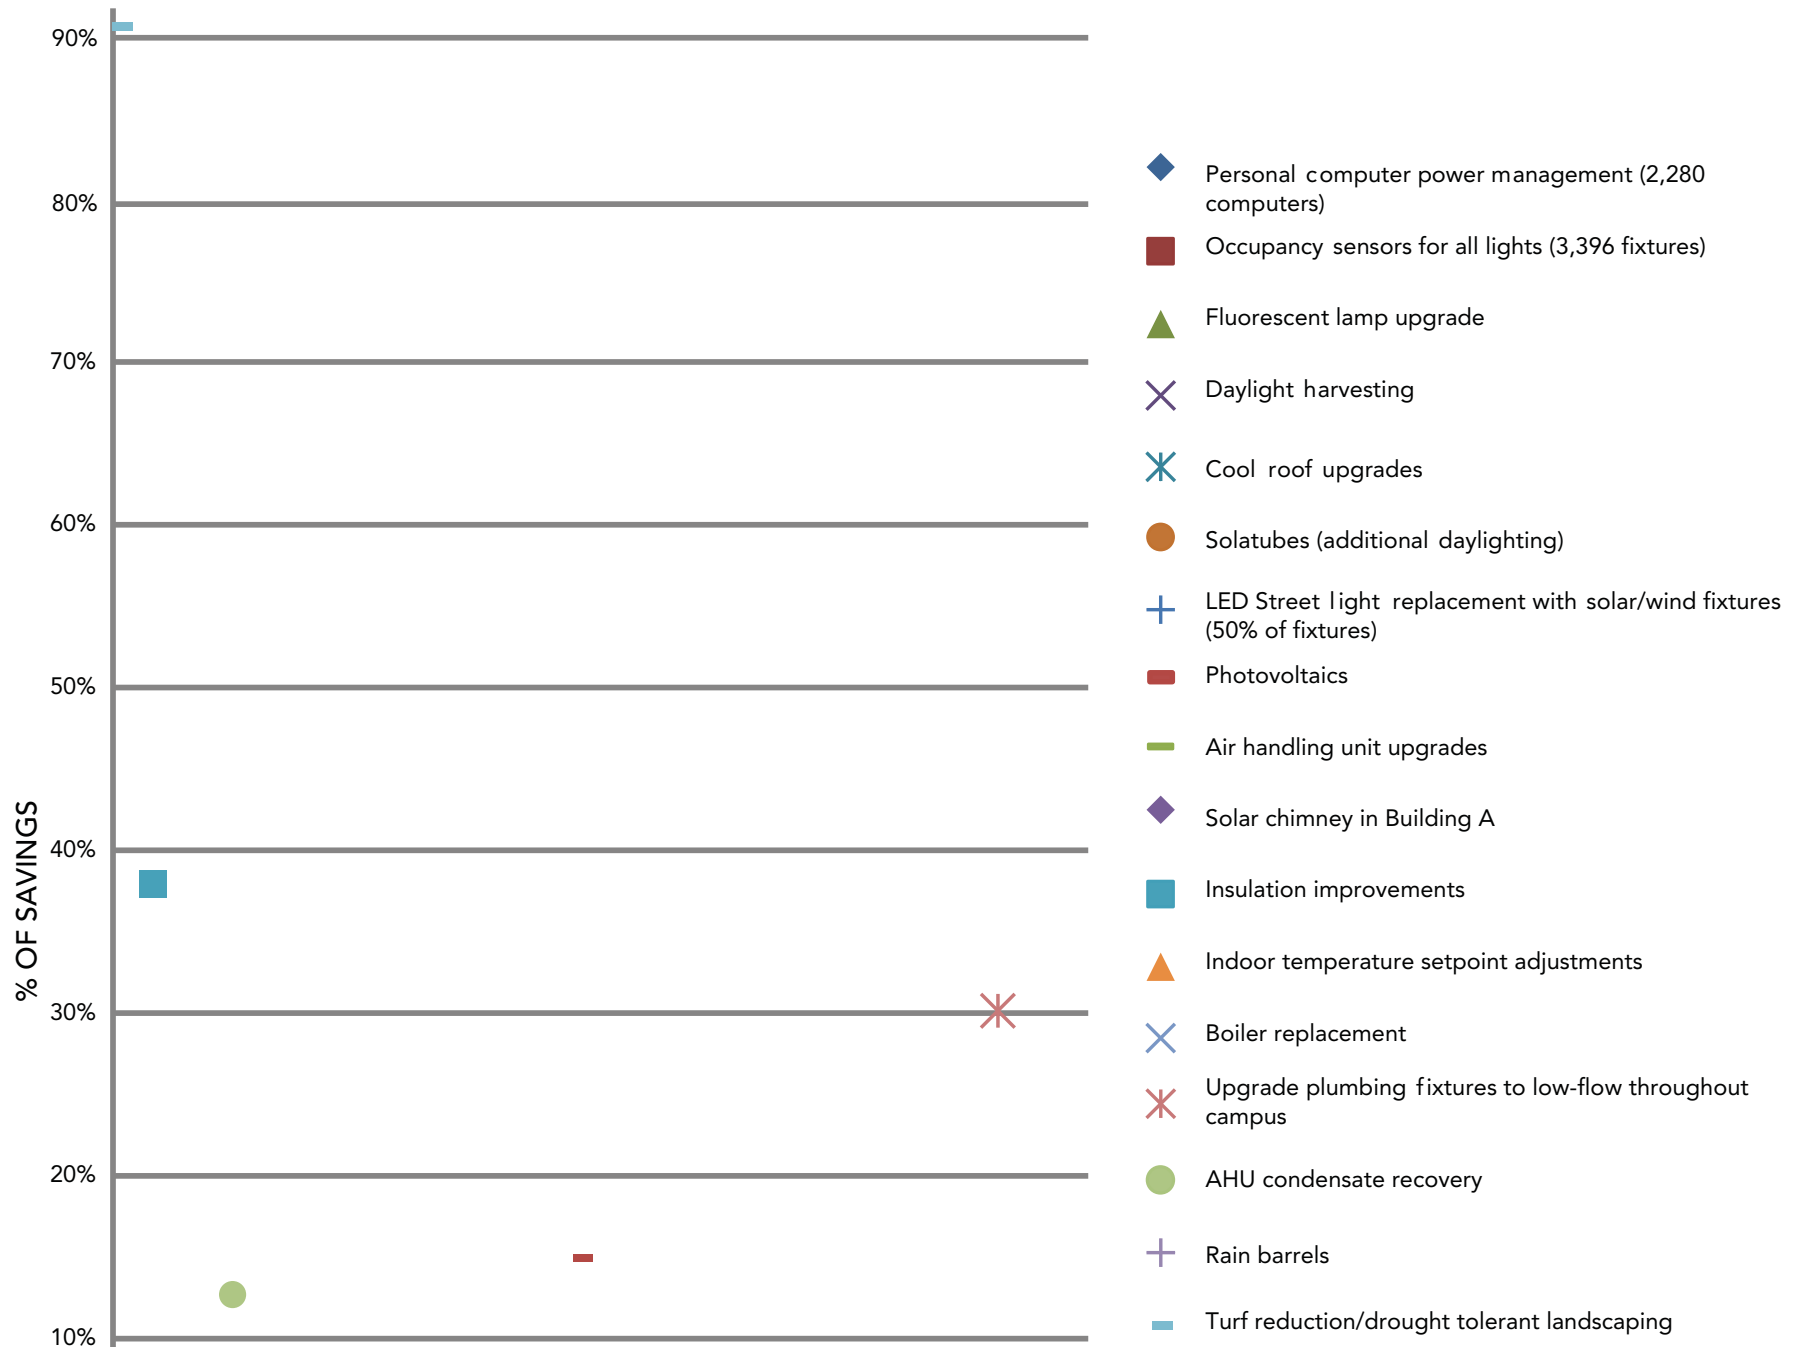 90%
80%
70%
60%
50%
40%
30%
20%
10%
% OF SAVINGS
Personal computer power management (2,280
computers)
Occupancy sensors for all lights (3,396 fixtures)
Fluorescent lamp upgrade
Daylight harvesting
Cool roof upgrades
Solatubes (additional daylighting)
LED Street light replacement with solar/wind fixtures
(50% of fixtures)
Photovoltaics
Air handling unit upgrades
Solar chimney in Building A
Insulation improvements
Indoor temperature setpoint adjustments
Boiler replacement
Upgrade plumbing fixtures to low-flow throughout
campus
AHU condensate recovery
Rain barrels
Turf reduction/drought tolerant landscaping